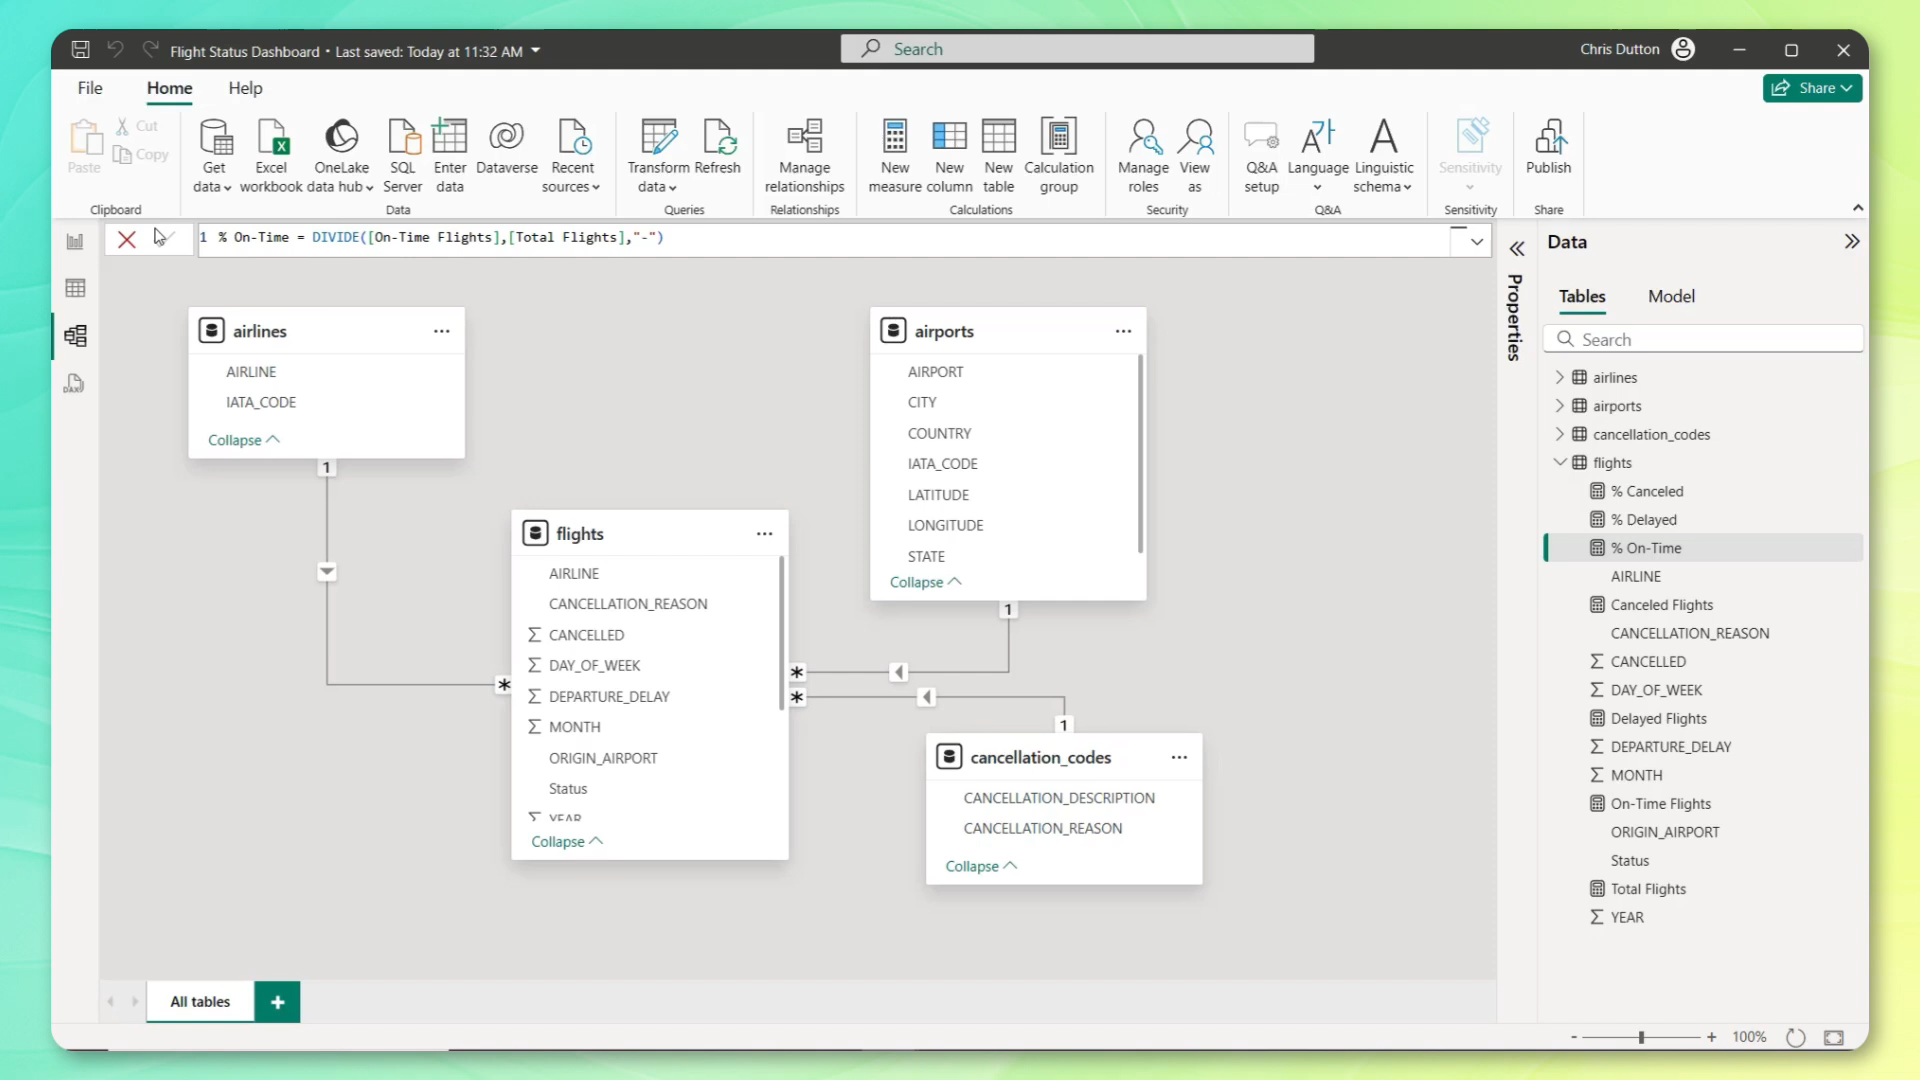 Flight Status Dashboard • Last saved: Today at 11:32 AM
Search
Chris Dutton
File
Home
Help
Share
Paste
Cut
Copy
Clipboard
Get data
Excel workbook
OneLake data hub
SQL Server
Enter data
Dataverse
Recent sources
Data
Transform data
Refresh
Queries
Manage relationships
Relationships
New measure
New column
New table
Calculation group
Calculations
Manage roles
View as
Security
Q&A setup
Language
Linguistic schema
Q&A
Sensitivity
Sensitivity
Publish
Share
1 % On-Time = DIVIDE([On-Time Flights],[Total Flights],"-")
DAX
airlines
AIRLINE
IATA_CODE
Collapse
1
*
flights
AIRLINE
CANCELLATION_REASON
CANCELLED
DAY_OF_WEEK
DEPARTURE_DELAY
MONTH
ORIGIN_AIRPORT
Status
YEAR
Collapse
airports
AIRPORT
CITY
COUNTRY
IATA_CODE
LATITUDE
LONGITUDE
STATE
Collapse
1
*
*
1
cancellation_codes
CANCELLATION_DESCRIPTION
CANCELLATION_REASON
Collapse
Properties
Data
Tables
Model
Search
airlines
airports
cancellation_codes
flights
% Canceled
% Delayed
% On-Time
AIRLINE
Canceled Flights
CANCELLATION_REASON
CANCELLED
DAY_OF_WEEK
Delayed Flights
DEPARTURE_DELAY
MONTH
On-Time Flights
ORIGIN_AIRPORT
Status
Total Flights
YEAR
All tables
+
- + 100%